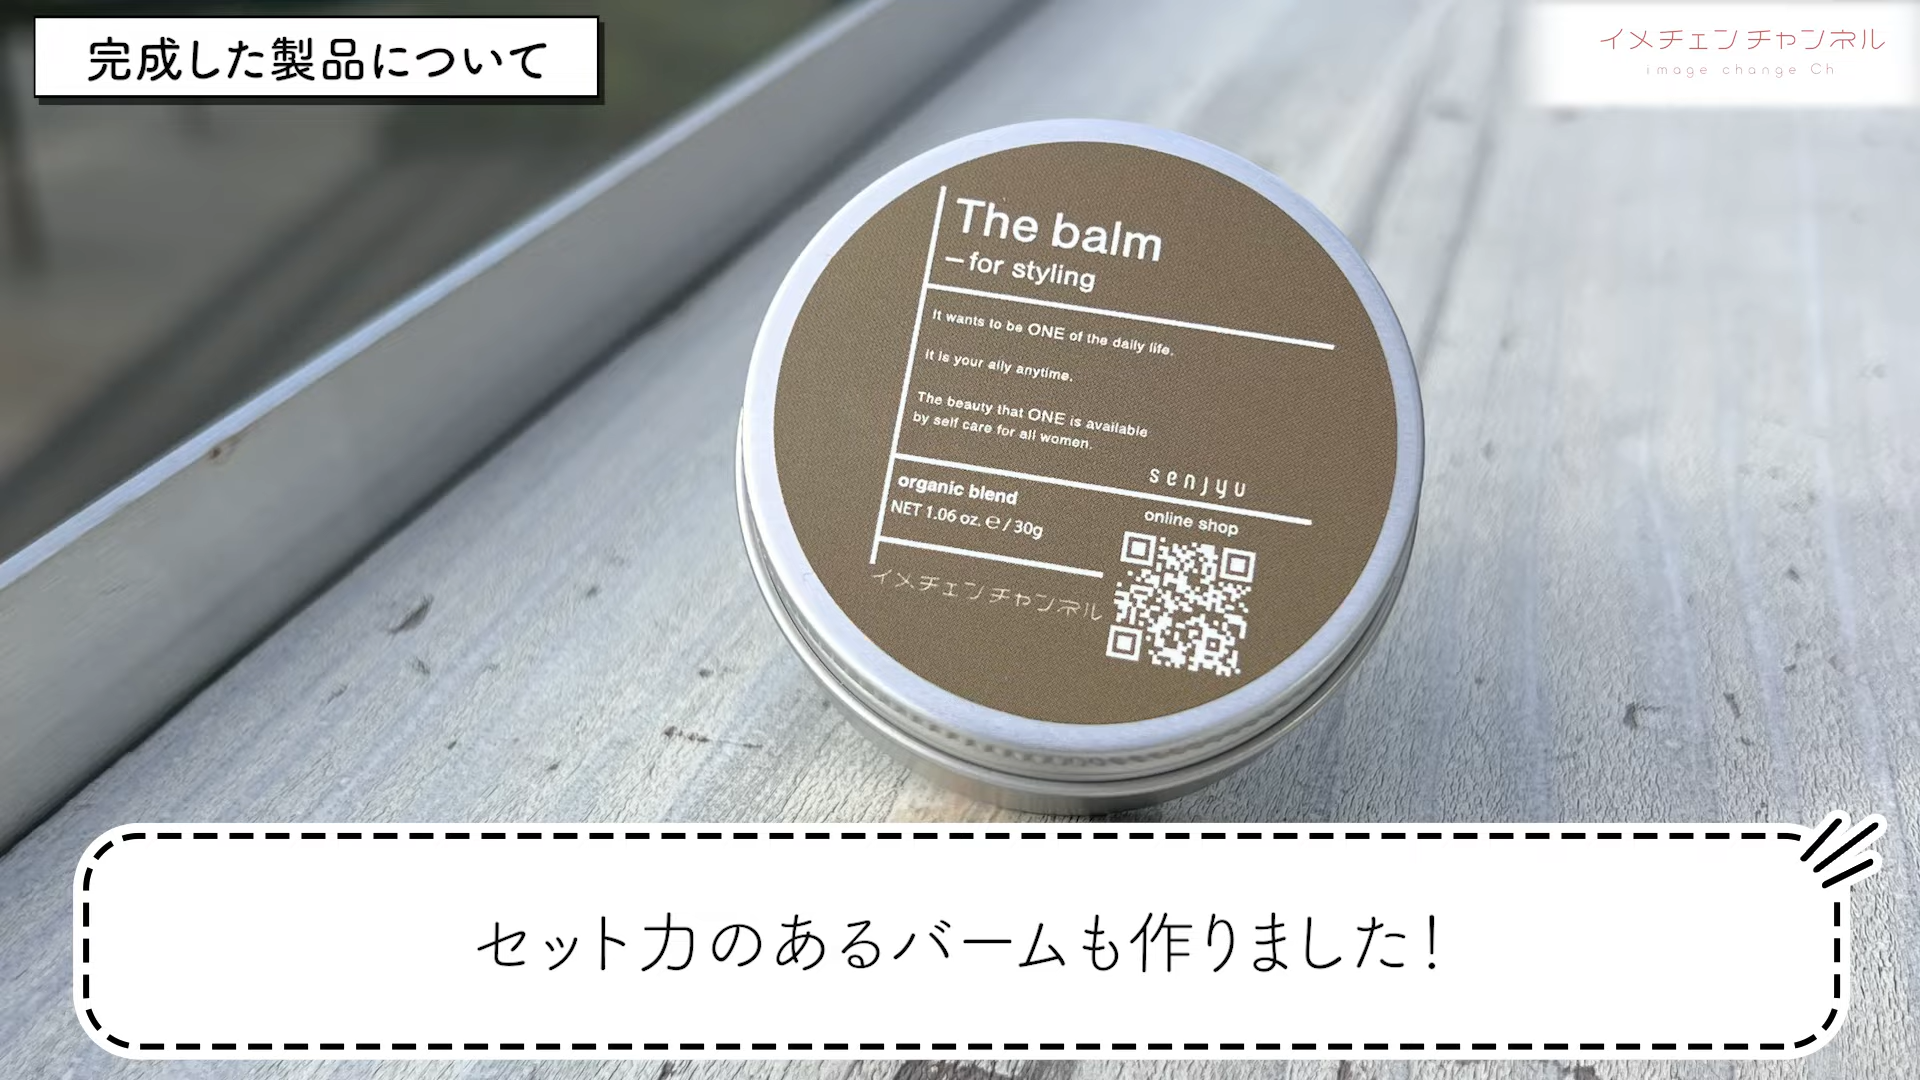 完成した製品について
イメチェンチャンネル
image change Ch
The balm
– for styling
It wants to be ONE of the daily life.
It is your ally anytime.
The beauty that ONE is available
by self care for all women.
senjyu
organic blend
NET 1.06 oz. ℮ / 30g
online shop
イメチェンチャンネル
セット力のあるバームも作りました!